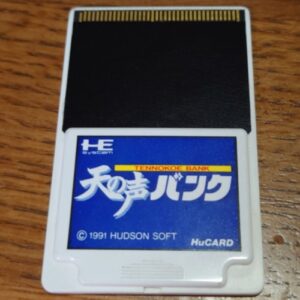 HE
SYSTEM
TENNOKOE BANK
天の声バンク
© 1991 HUDSON SOFT
HuCARD